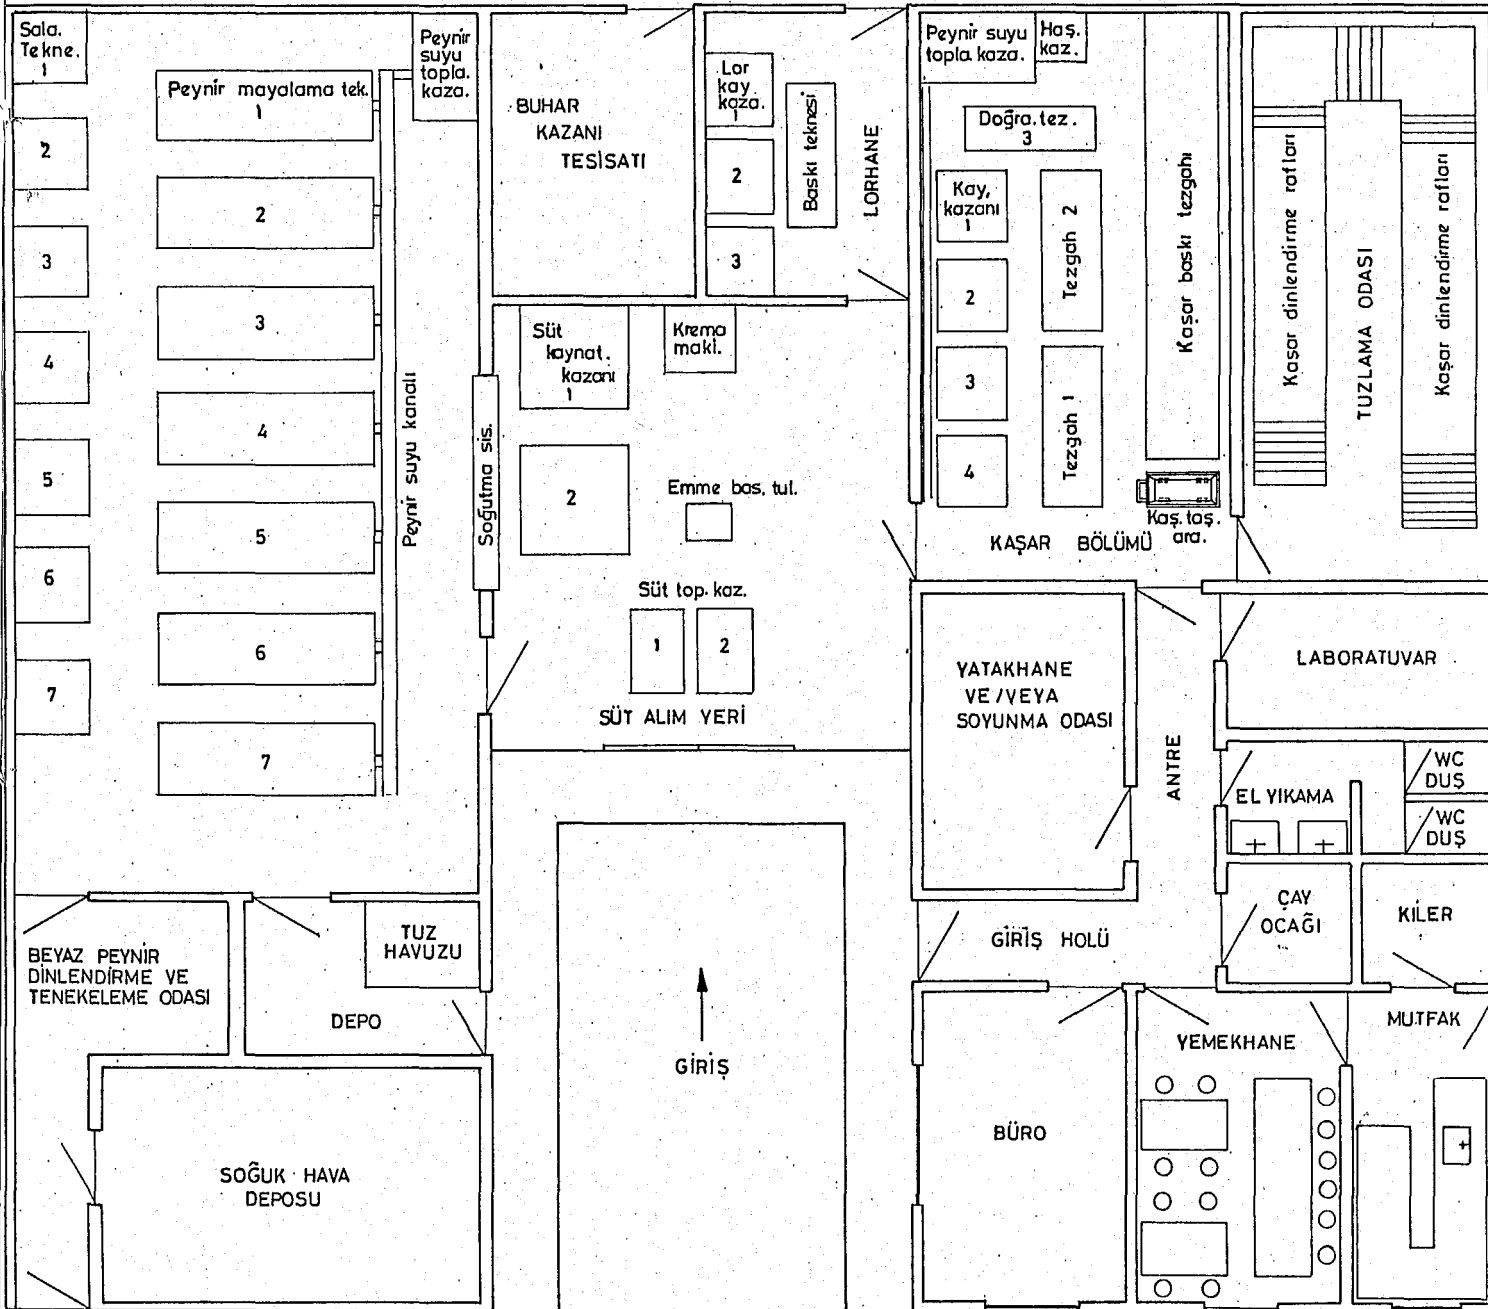 Sala.
Tekne.
1
2
3
4
5
6
7
Peynir mayalama tek.
1
2
3
4
5
6
7
Peynir
suyu
topla.
kaza.
Peynir suyu kanalı
Soğutma sis.
BUHAR
KAZANI
TESİSATI
Lor
kay
kaza.
1
2
3
Baskı teknesi
LORHANE
Süt
kaynat.
kazanı
1
2
Krema
maki.
Emme bas. tul.
Süt top. kaz.
1
2
SÜT ALIM YERİ
Peynir suyu
topla kaza.
Haş.
kaz.
Doğra.tez.
3
Kay,
kazanı
1
2
3
4
Tezgah 2
Tezgah 1
Kaşar baskı tezgahı
Kaş. taş.
ara.
KAŞAR BÖLÜMÜ
Kaşar dinlendirme rafları
TUZLAMA ODASI
Kaşar dinlendirme rafları
YATAKHANE
VE/VEYA
SOYUNMA ODASI
ANTRE
LABORATUVAR
EL YIKAMA
WC
DUŞ
WC
DUŞ
ÇAY
OCAĞI
KİLER
GİRİŞ HOLÜ
BEYAZ PEYNİR
DİNLENDİRME VE
TENEKELEME ODASI
TUZ
HAVUZU
DEPO
SOĞUK HAVA
DEPOSU
GİRİŞ
BÜRO
YEMEKHANE
MUTFAK